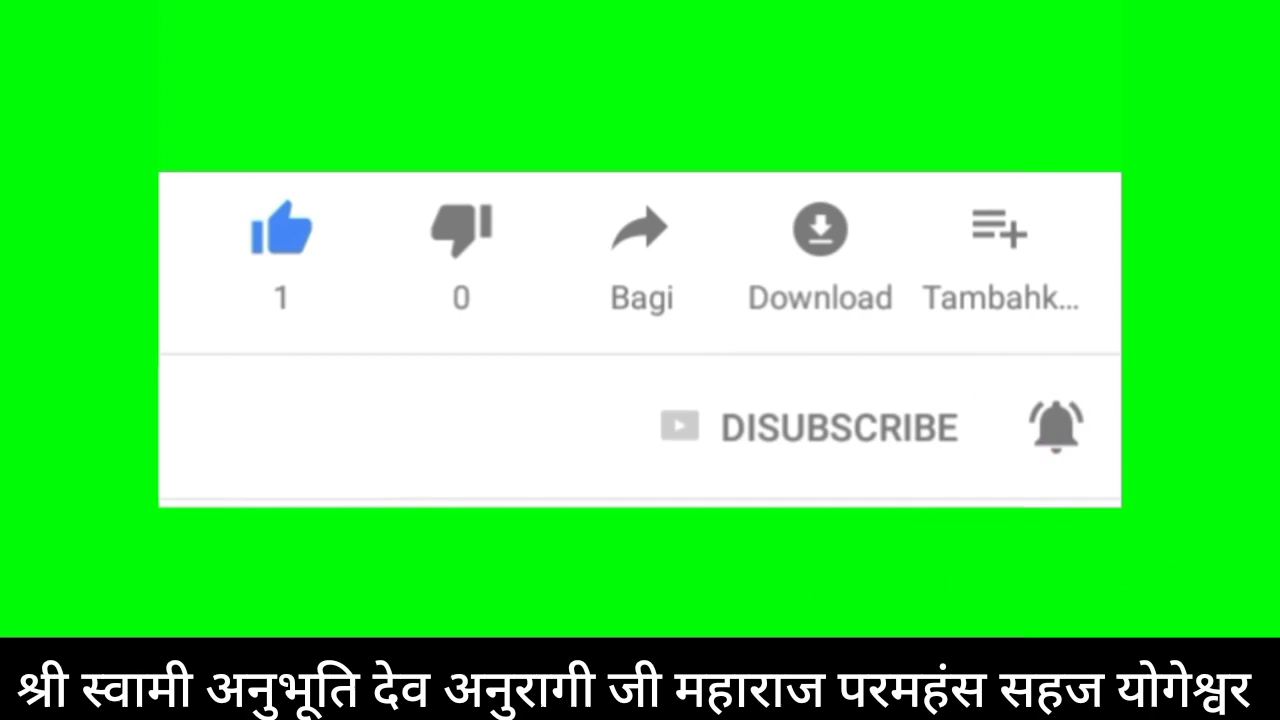 1 0 Bagi Download Tambahk...
DISUBSCRIBE
श्री स्वामी अनुभूति देव अनुरागी जी महाराज परमहंस सहज योगेश्वर